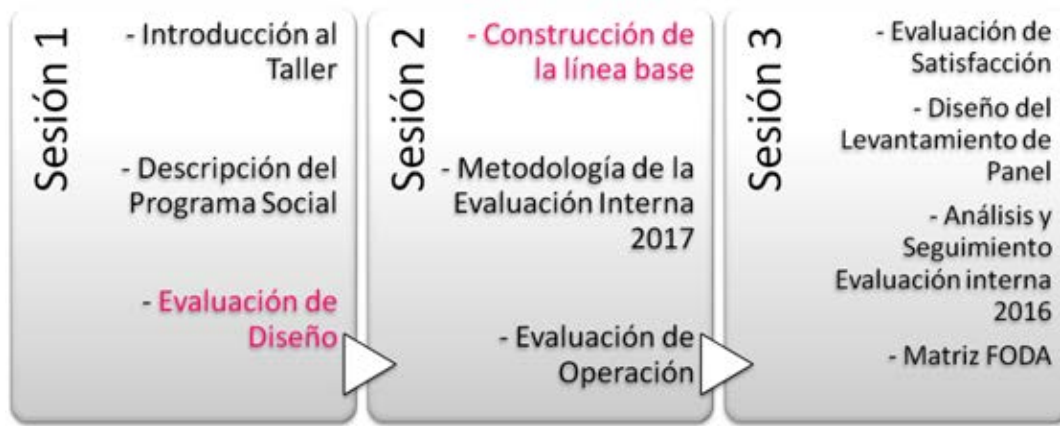 Sesión 1
- Introducción al
Taller
- Descripción del
Programa Social
- Evaluación de
Diseño
Sesión 2
- Construcción de
la línea base
- Metodología de la
Evaluación Interna
2017
- Evaluación de
Operación
Sesión 3
- Evaluación de
Satisfacción
- Diseño del
Levantamiento de
Panel
- Análisis y
Seguimiento
Evaluación interna
2016
- Matriz FODA